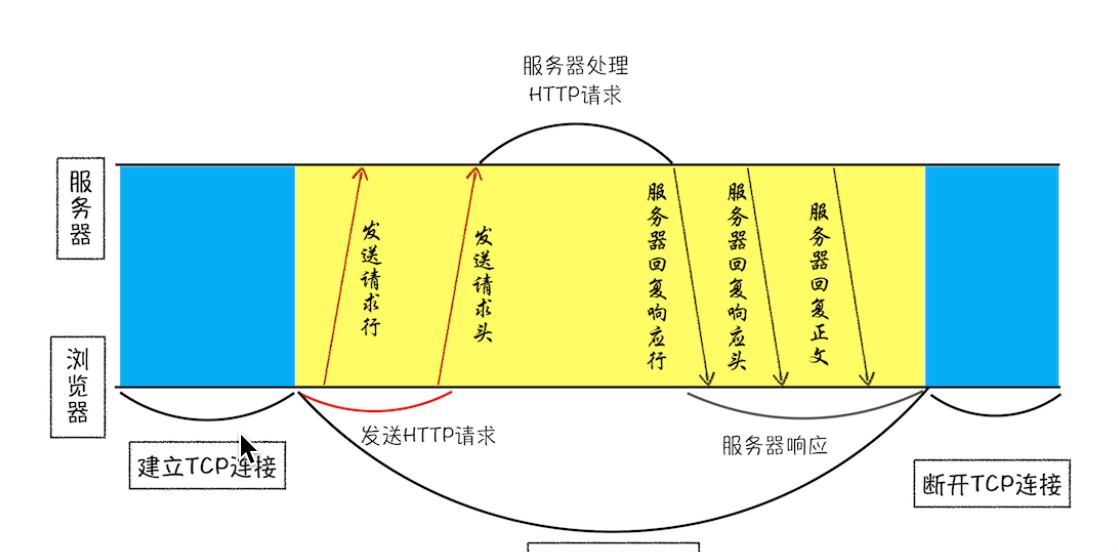 服务器处理
HTTP请求
服务器
发送请求行
发送请求头
服务器回复响应行
服务器回复响应头
服务器回复正文
浏览器
发送HTTP请求
服务器响应
建立TCP连接
断开TCP连接